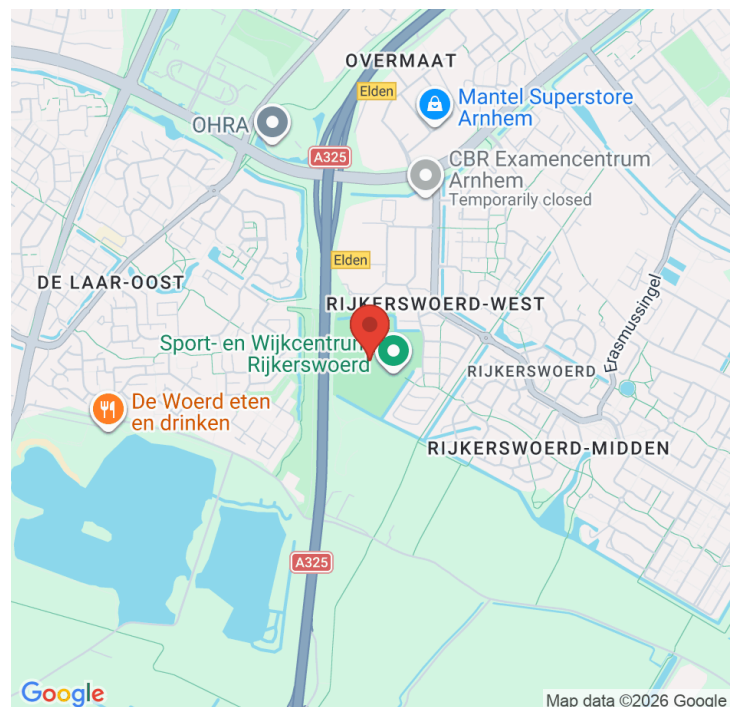 OVERMAAT
Elden
Mantel Superstore
Arnhem
OHRA
A325
CBR Examencentrum
Arnhem
Temporarily closed
Elden
DE LAAR-OOST
RIJKERSWOERD-WEST
Erasmussingel
Sport- en Wijkcentrum
Rijkerswoerd
RIJKERSWOERD
De Woerd eten
en drinken
RIJKERSWOERD-MIDDEN
A325
Google
Map data ©2026 Google